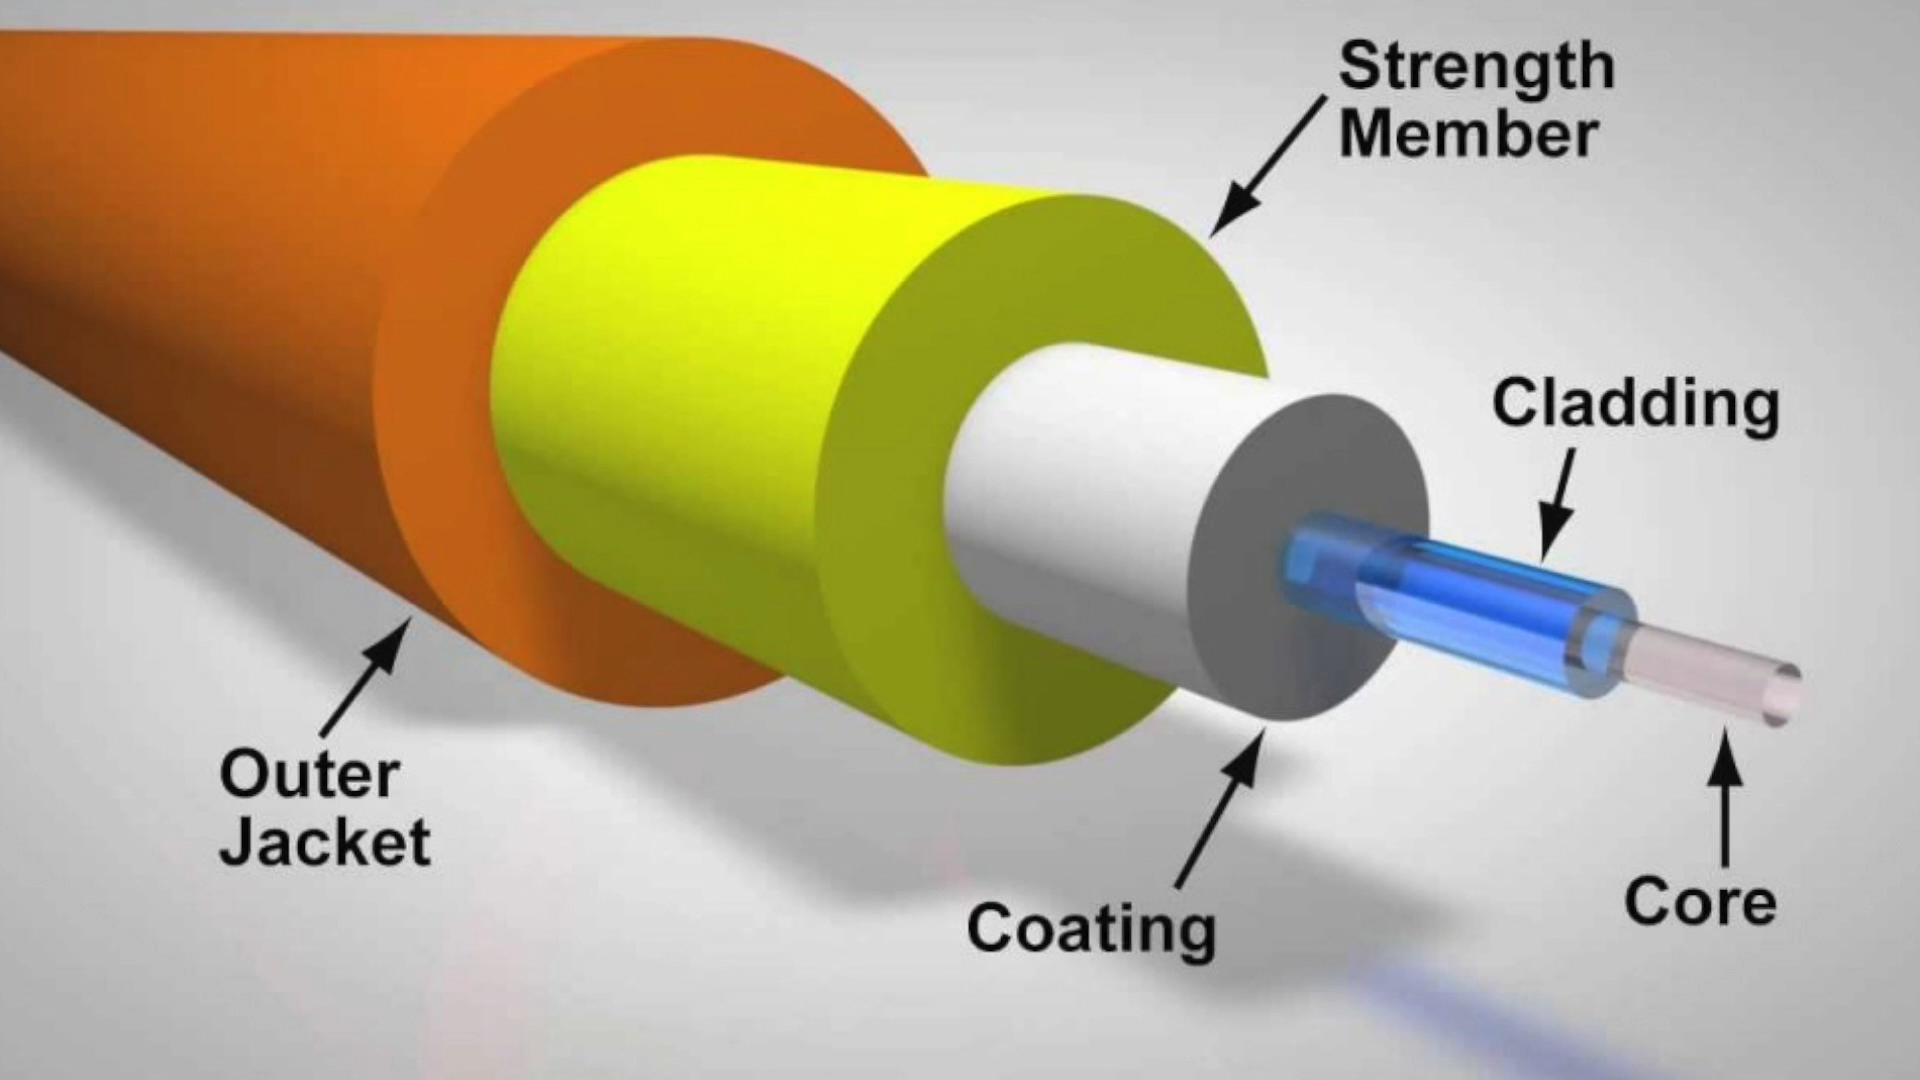 Strength
Member
Cladding
Outer
Jacket
Coating
Core